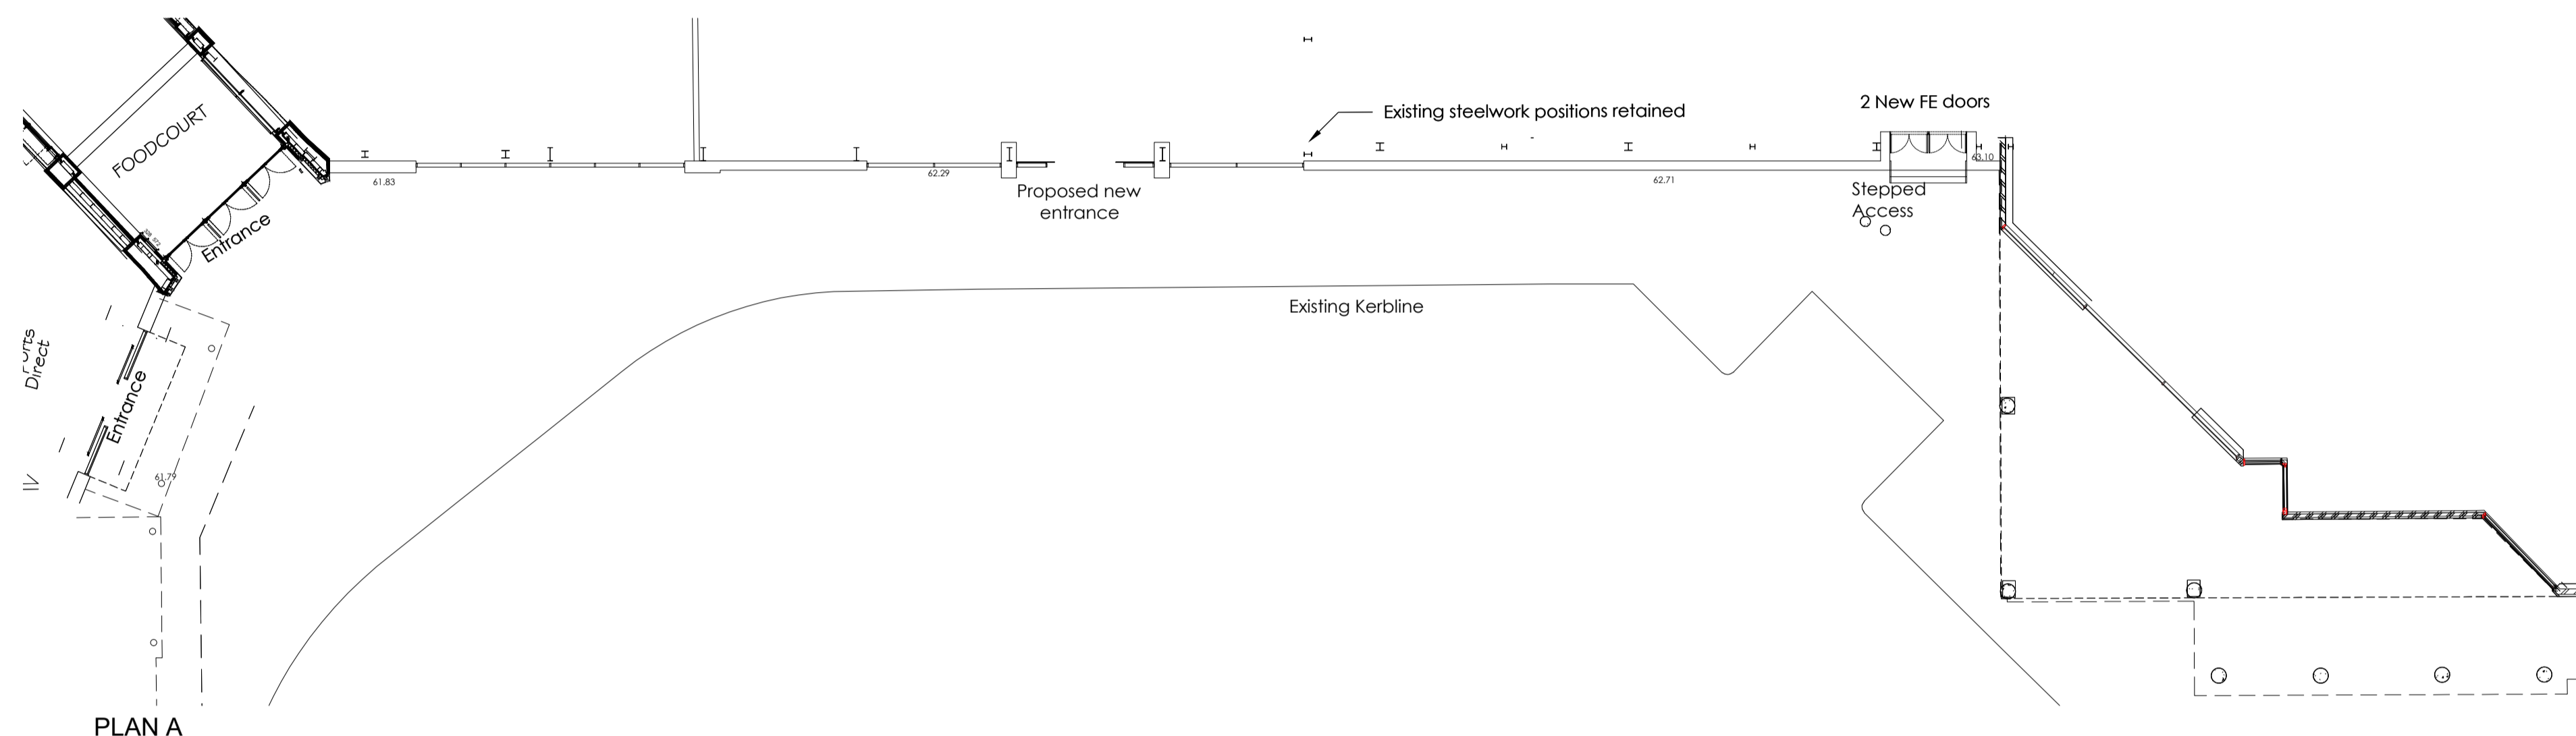 FOODCOURT
Entrance
61.83
62.29
Proposed new
entrance
Existing steelwork positions retained
62.71
2 New FE doors
63.10
Stepped
Access
Existing Kerbline
Direct
Entrance
61.79
PLAN A